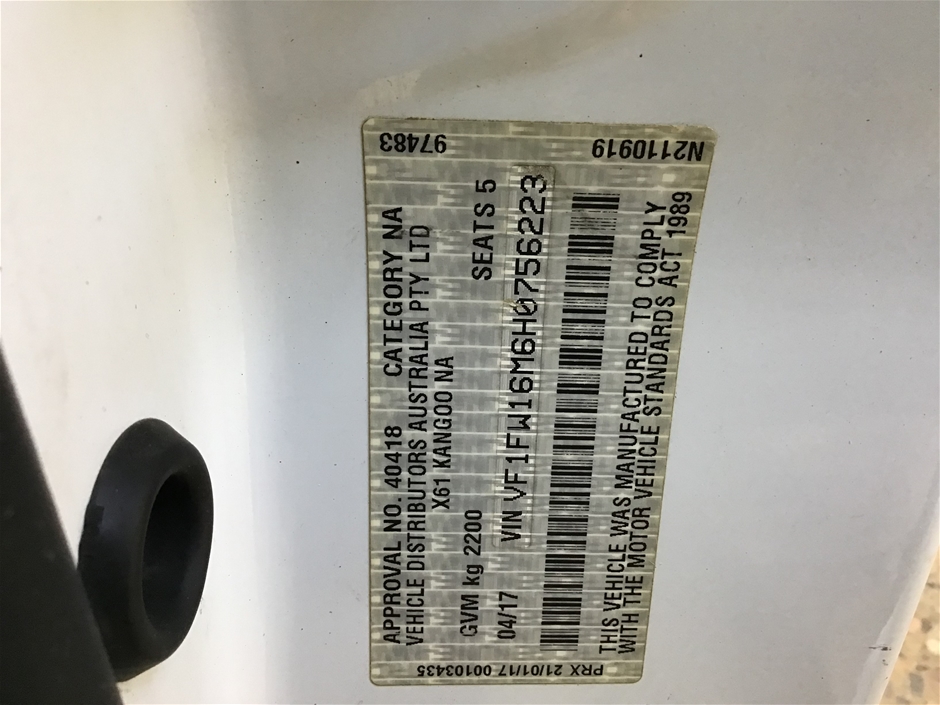 APPROVAL NO. 40418 CATEGORY NA
VEHICLE DISTRIBUTORS AUSTRALIA PTY LTD
X61 KANGOO NA
GVM kg 2200 SEATS 5
04/17 VIN VF1FW16M6H0756223
THIS VEHICLE WAS MANUFACTURED TO COMPLY
WITH THE MOTOR VEHICLE STANDARDS ACT 1989
PRX 21/01/17 00103435
97483
N2110919